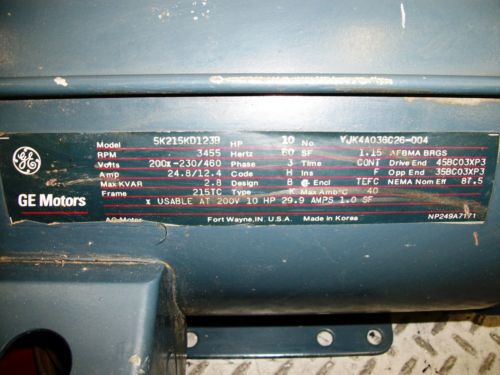 GE
GE Motors
Model 5K215KD123B HP 10 No YJK4A036C26-004
RPM 3455 Hertz 60 SF 1.15 AFBMA BRGS
Volts 200x-230/460 Phase 3 Time CONT Drive End 45BC03XP3
Amp 24.8/12.4 Code H Ins F Opp End 35BC03XP3
Max KVAR 2.8 Design B Encl TEFC NEMA Nom Eff 87.5
Frame 215TC Type K Max Amb°C 40
x USABLE AT 200V 10 HP 29.9 AMPS 1.0 SF
AC Motor Fort Wayne, IN U.S.A. Made in Korea NP249A7171